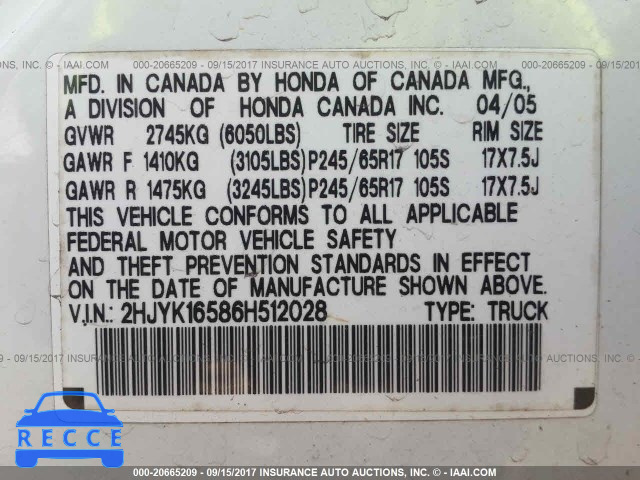 000-20665209 - 09/15/2017 INSURANCE AUTO AUCTIONS CORP. © - IAAI.COM
MFD. IN CANADA BY HONDA OF CANADA MFG.,
A DIVISION OF HONDA CANADA INC. 04/05
GVWR 2745KG (6050LBS) TIRE SIZE RIM SIZE
GAWR F 1410KG (3105LBS) P245/65R17 105S 17X7.5J
GAWR R 1475KG (3245LBS) P245/65R17 105S 17X7.5J
THIS VEHICLE CONFORMS TO ALL APPLICABLE
FEDERAL MOTOR VEHICLE SAFETY
AND THEFT PREVENTION STANDARDS IN EFFECT
ON THE DATE OF MANUFACTURE SHOWN ABOVE.
V.I.N.: 2HJYK16586H512028 TYPE: TRUCK
RECCE
000-20665209 - 09/15/2017 INSURANCE AUTO AUCTIONS CORP. © - IAAI.COM